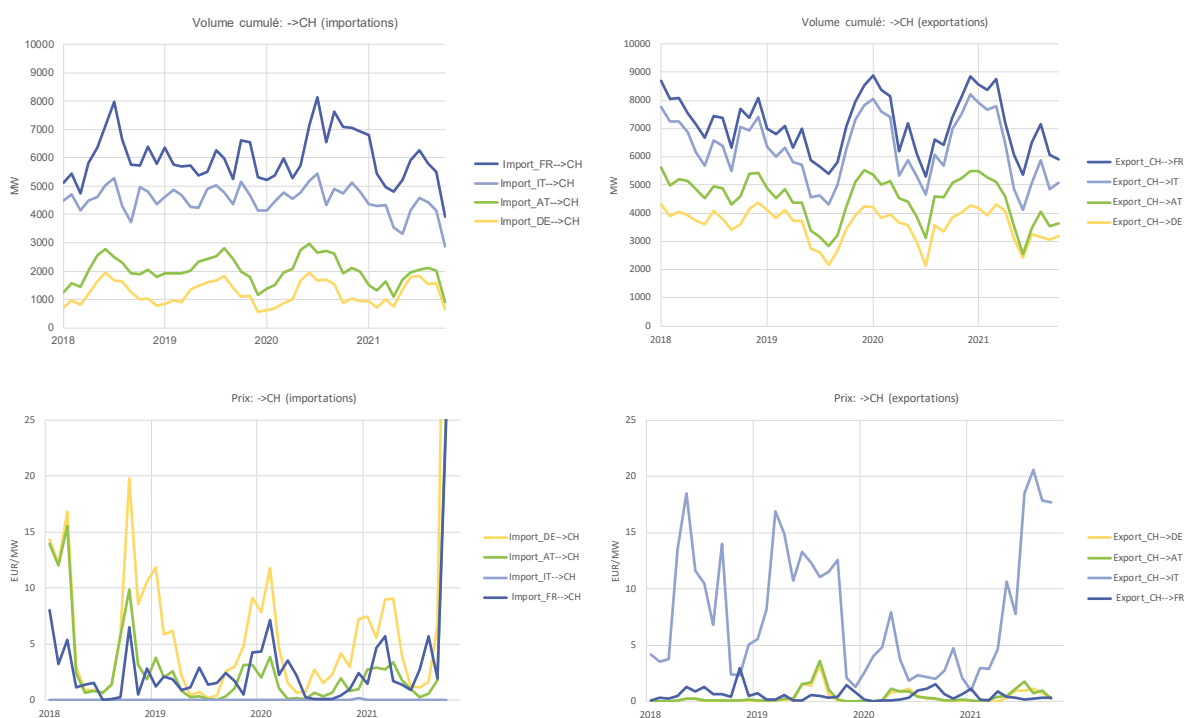 Volume cumulé: ->CH (importations)
10000
9000
8000
7000
6000
5000
4000
3000
2000
1000
0
MW
2018
2019
2020
2021
Import_FR-->CH
Import_IT-->CH
Import_AT-->CH
Import_DE-->CH
Volume cumulé: ->CH (exportations)
10000
9000
8000
7000
6000
5000
4000
3000
2000
1000
0
MW
2018
2019
2020
2021
Export_CH-->FR
Export_CH-->IT
Export_CH-->AT
Export_CH-->DE
Prix: ->CH (importations)
25
20
15
10
5
0
EUR/MW
2018
2019
2020
2021
Import_DE-->CH
Import_AT-->CH
Import_IT-->CH
Import_FR-->CH
Prix: ->CH (exportations)
25
20
15
10
5
0
EUR/MW
2018
2019
2020
2021
Export_CH-->DE
Export_CH-->AT
Export_CH-->IT
Export_CH-->FR